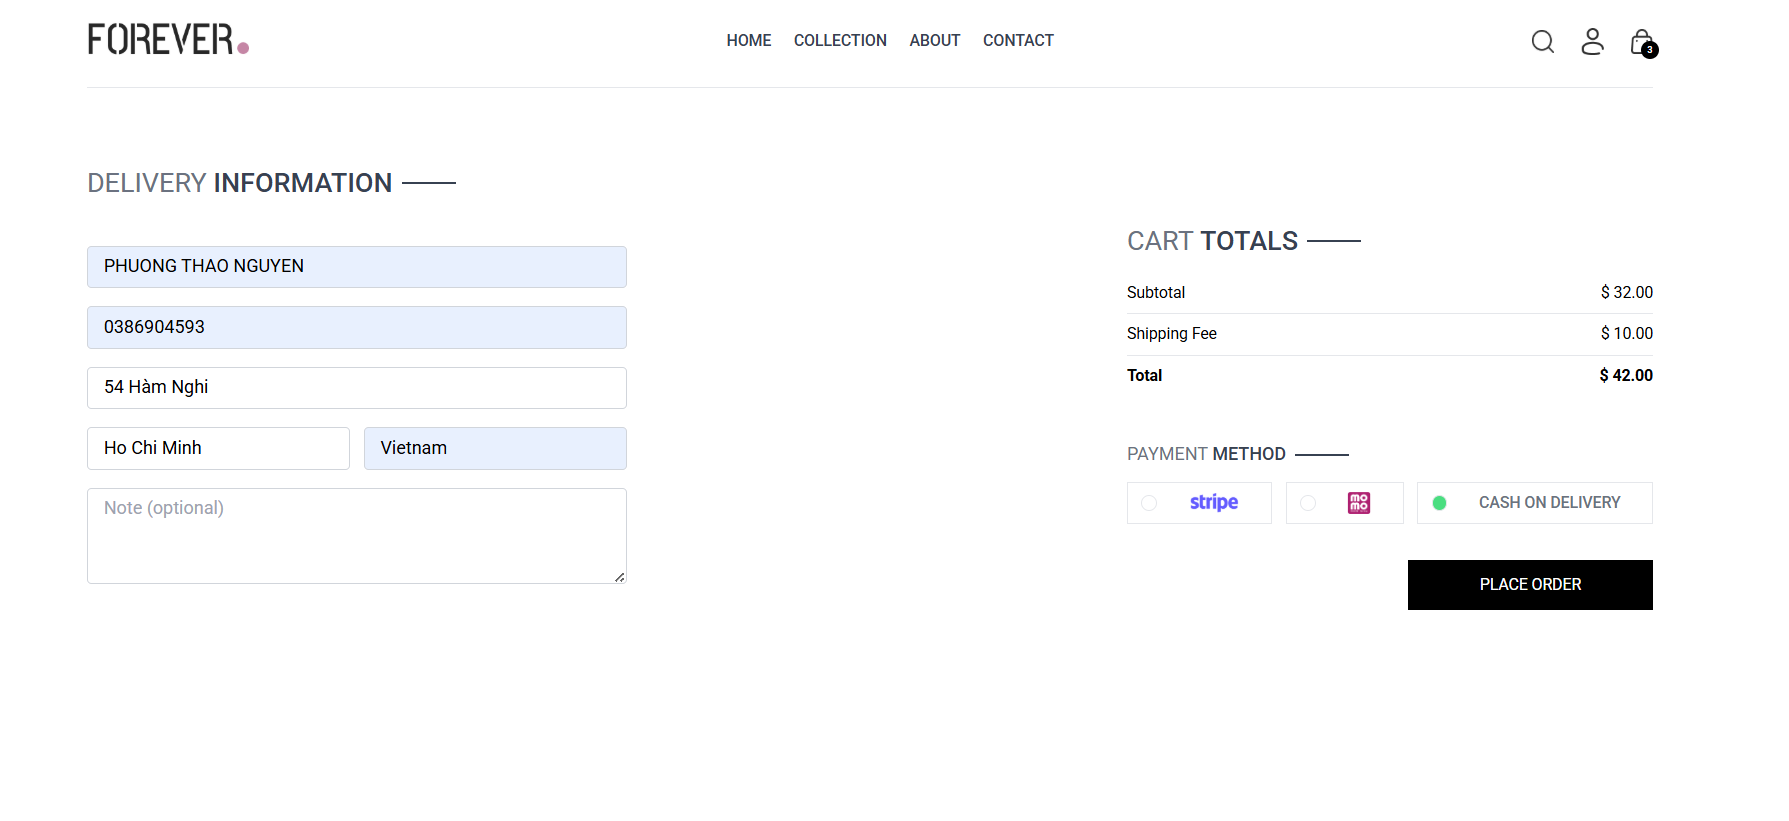 FOREVER.
HOME COLLECTION ABOUT CONTACT
3
DELIVERY INFORMATION
PHUONG THAO NGUYEN
0386904593
54 Hàm Nghi
Ho Chi Minh Vietnam
Note (optional)
CART TOTALS
Subtotal $ 32.00
Shipping Fee $ 10.00
Total $ 42.00
PAYMENT METHOD
stripe momo CASH ON DELIVERY
PLACE ORDER